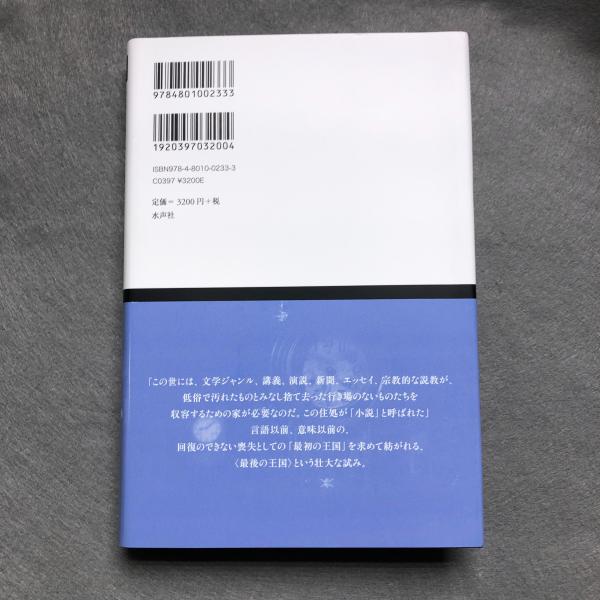 9784801002333
1920397032004
ISBN978-4-8010-0233-3
C0397 ¥3200E
定価= 3200円+税
水声社
「この世には、文学ジャンル、講義、演説、新聞、エッセイ、宗教的な説教が、
低俗で汚れたものとみなし捨て去った行き場のないものたちを
収容するための家が必要なのだ。この住処が「小説」と呼ばれた」
言語以前、意味以前の、
回復のできない喪失としての「最初の王国」を求めて紡がれる、
〈最後の王国〉という壮大な試み。